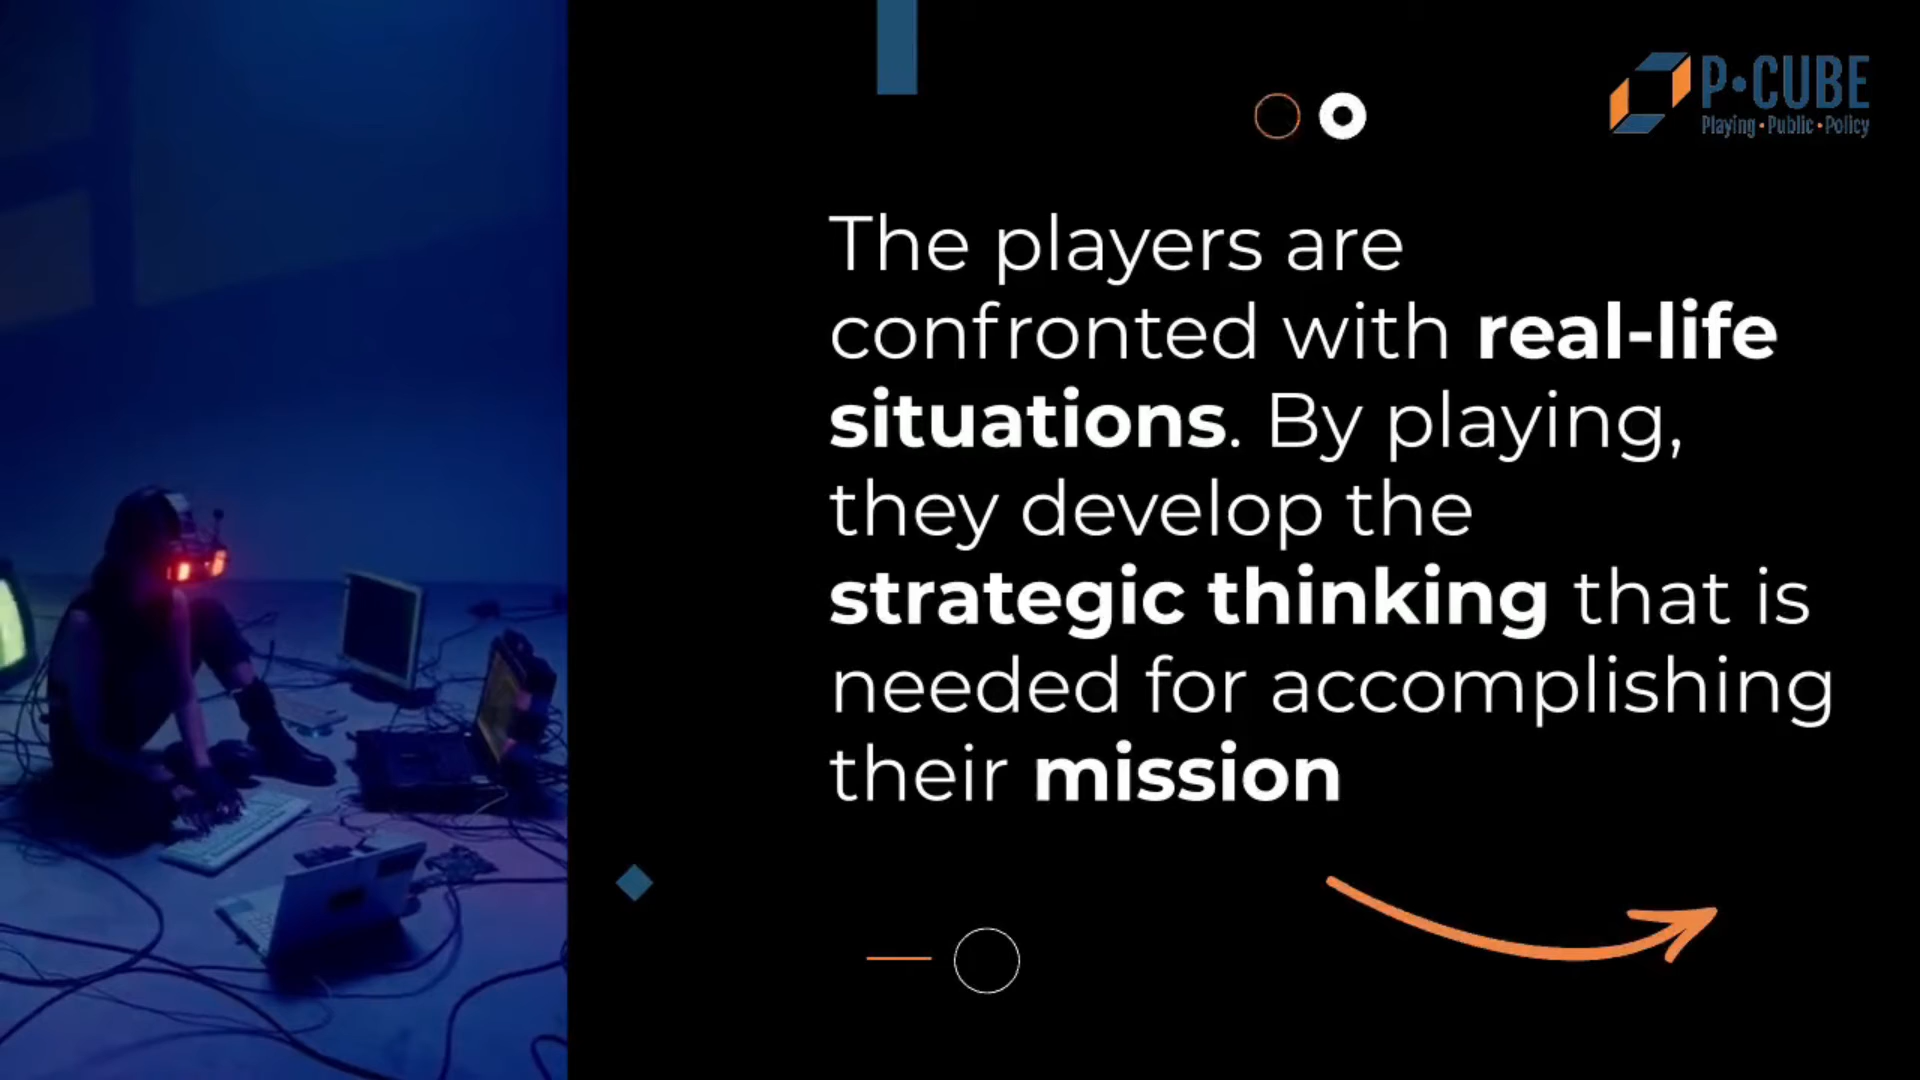 P•CUBE
Playing•Public•Policy
The players are
confronted with real-life
situations. By playing,
they develop the
strategic thinking that is
needed for accomplishing
their mission